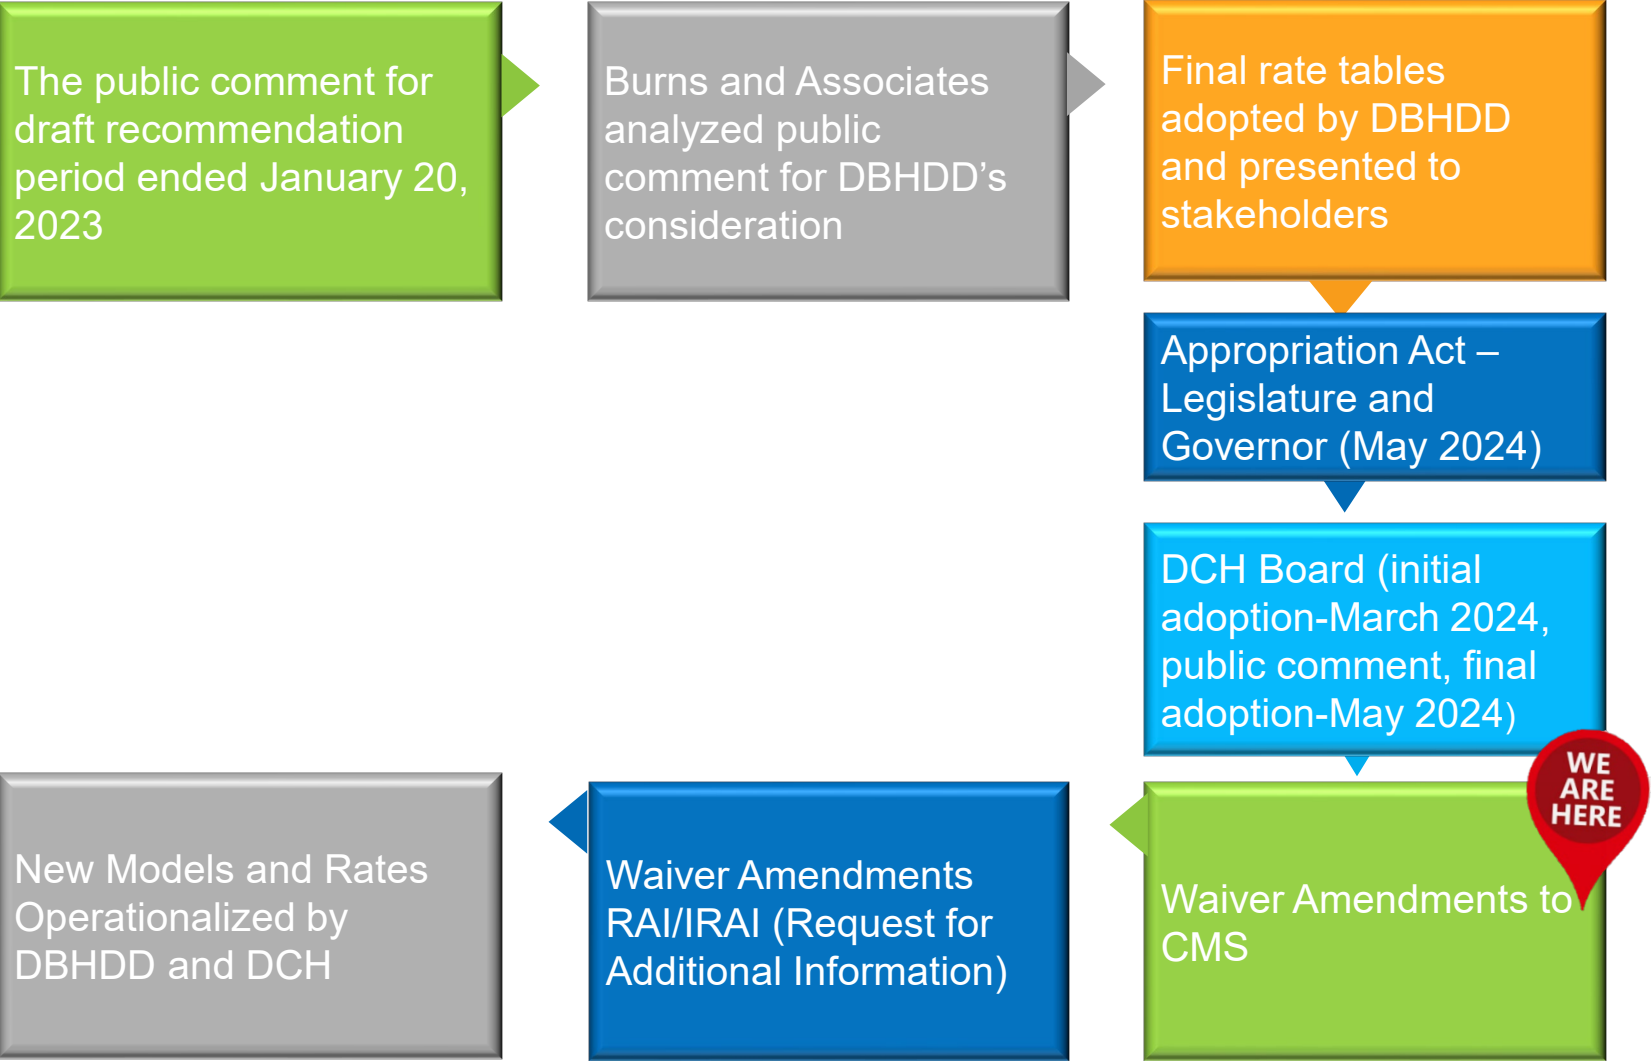 The public comment for
draft recommendation
period ended January 20,
2023
Burns and Associates
analyzed public
comment for DBHDD’s
consideration
Final rate tables
adopted by DBHDD
and presented to
stakeholders
Appropriation Act –
Legislature and
Governor (May 2024)
DCH Board (initial
adoption-March 2024,
public comment, final
adoption-May 2024)
WE
ARE
HERE
Waiver Amendments to
CMS
Waiver Amendments
RAI/IRAI (Request for
Additional Information)
New Models and Rates
Operationalized by
DBHDD and DCH